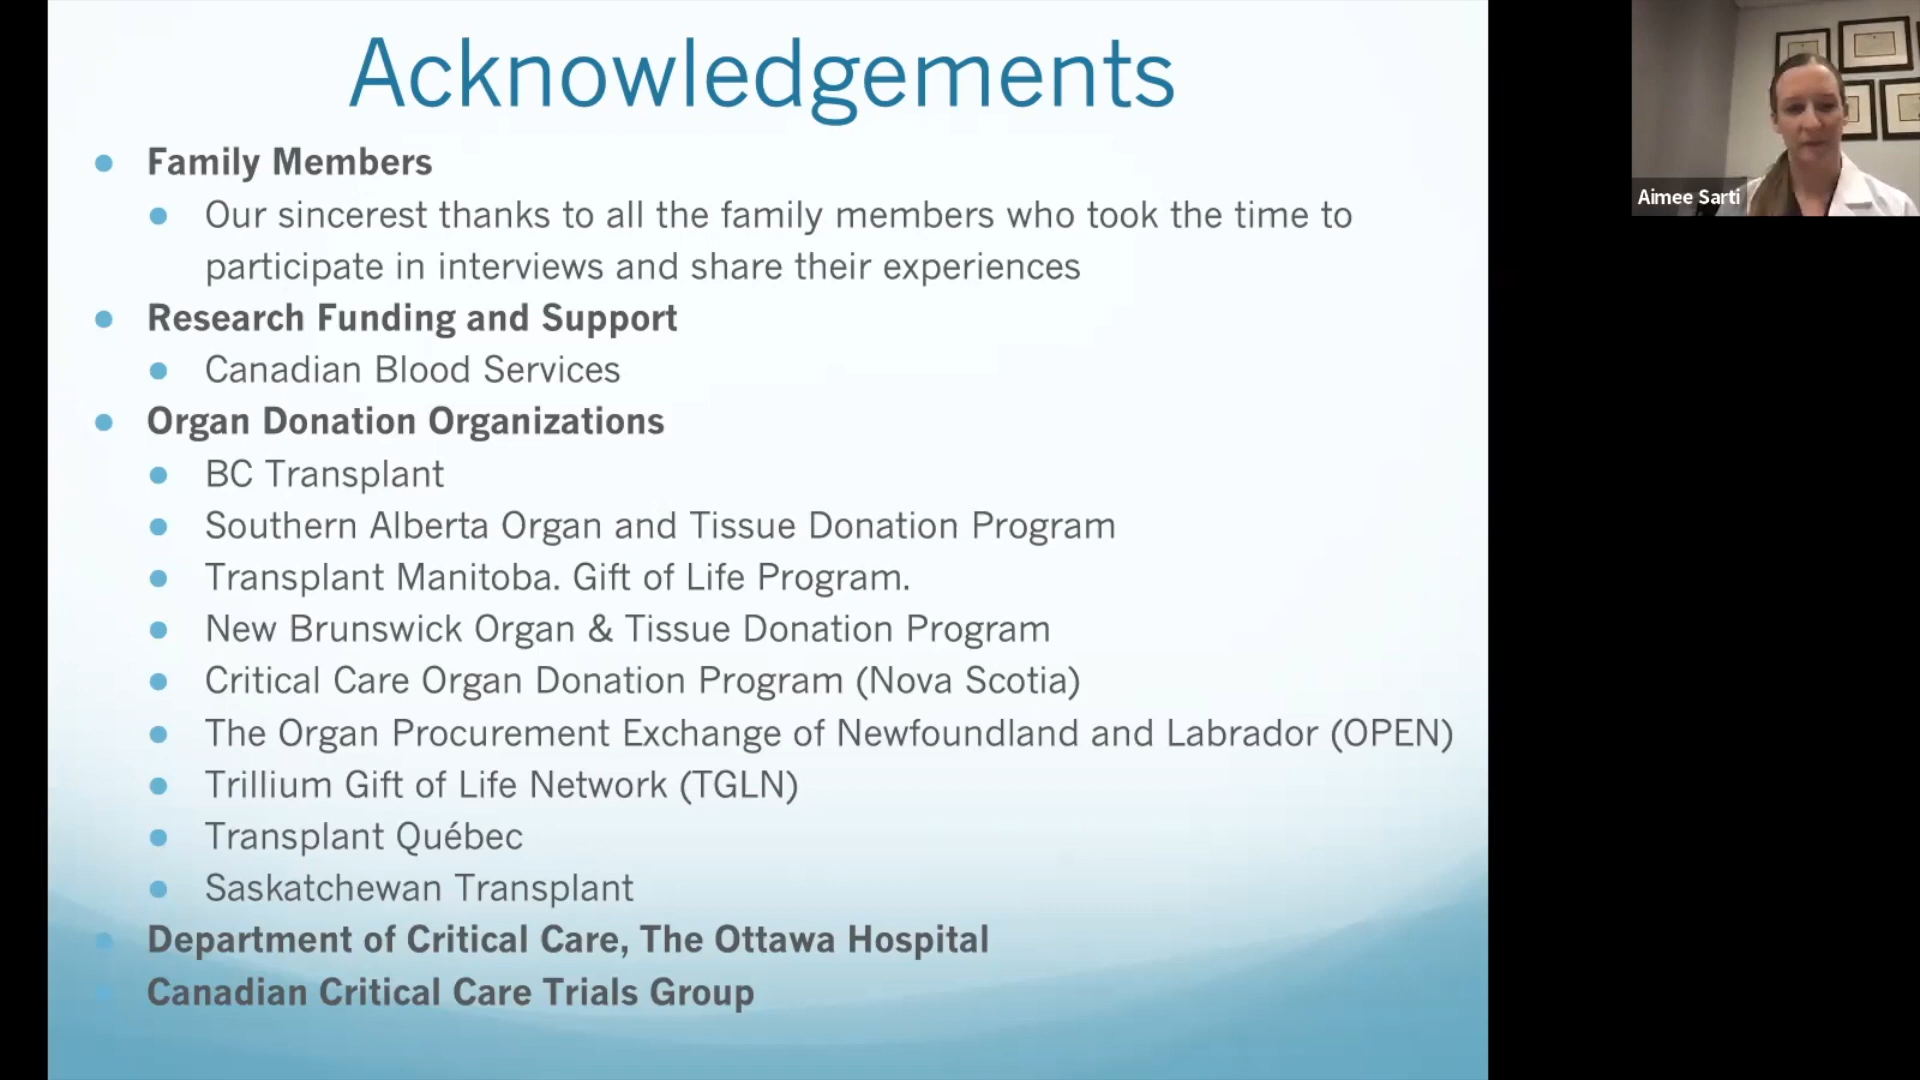 Acknowledgements
Family Members
Our sincerest thanks to all the family members who took the time to
participate in interviews and share their experiences
Research Funding and Support
Canadian Blood Services
Organ Donation Organizations
BC Transplant
Southern Alberta Organ and Tissue Donation Program
Transplant Manitoba. Gift of Life Program.
New Brunswick Organ & Tissue Donation Program
Critical Care Organ Donation Program (Nova Scotia)
The Organ Procurement Exchange of Newfoundland and Labrador (OPEN)
Trillium Gift of Life Network (TGLN)
Transplant Québec
Saskatchewan Transplant
Department of Critical Care, The Ottawa Hospital
Canadian Critical Care Trials Group
Aimee Sarti